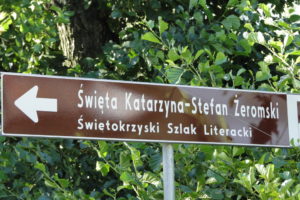 Święta Katarzyna-Stefan Żeromski
Świętokrzyski Szlak Literacki